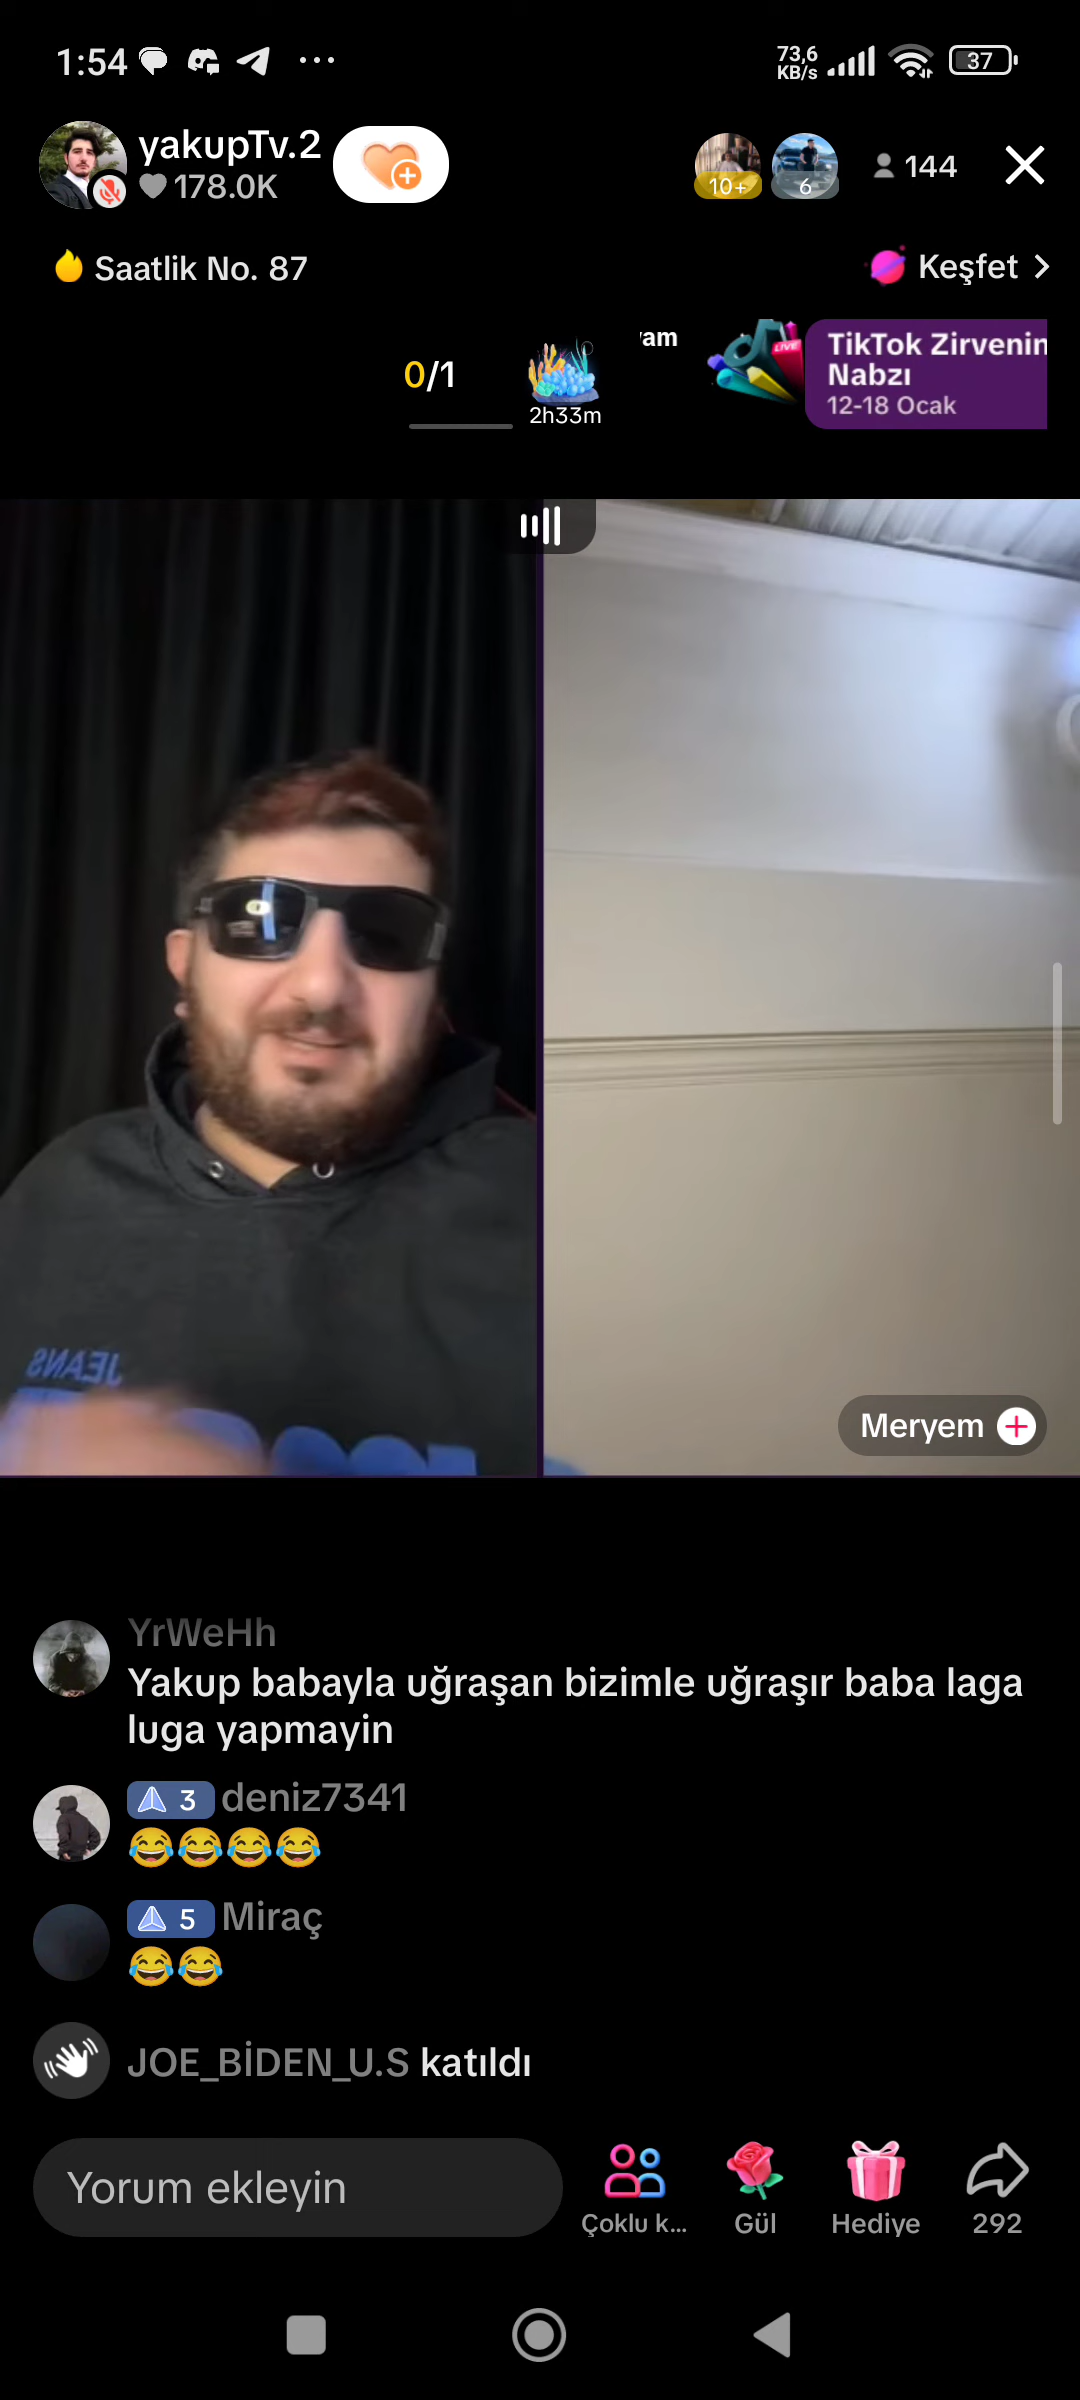 1:54
73,6
KB/s
37
yakupTv.2
178.0K
10+
6
144
Saatlik No. 87
Keşfet
0/1
2h33m
am
LIVE
TikTok Zirvenin
Nabzı
12-18 Ocak
JEANS
Meryem
YrWeHh
Yakup babayla uğraşan bizimle uğraşır baba laga
luga yapmayin
3 deniz7341
😂😂😂😂
5 Miraç
😂😂
JOE_BİDEN_U.S katıldı
Yorum ekleyin
Çoklu k...
Gül
Hediye
292